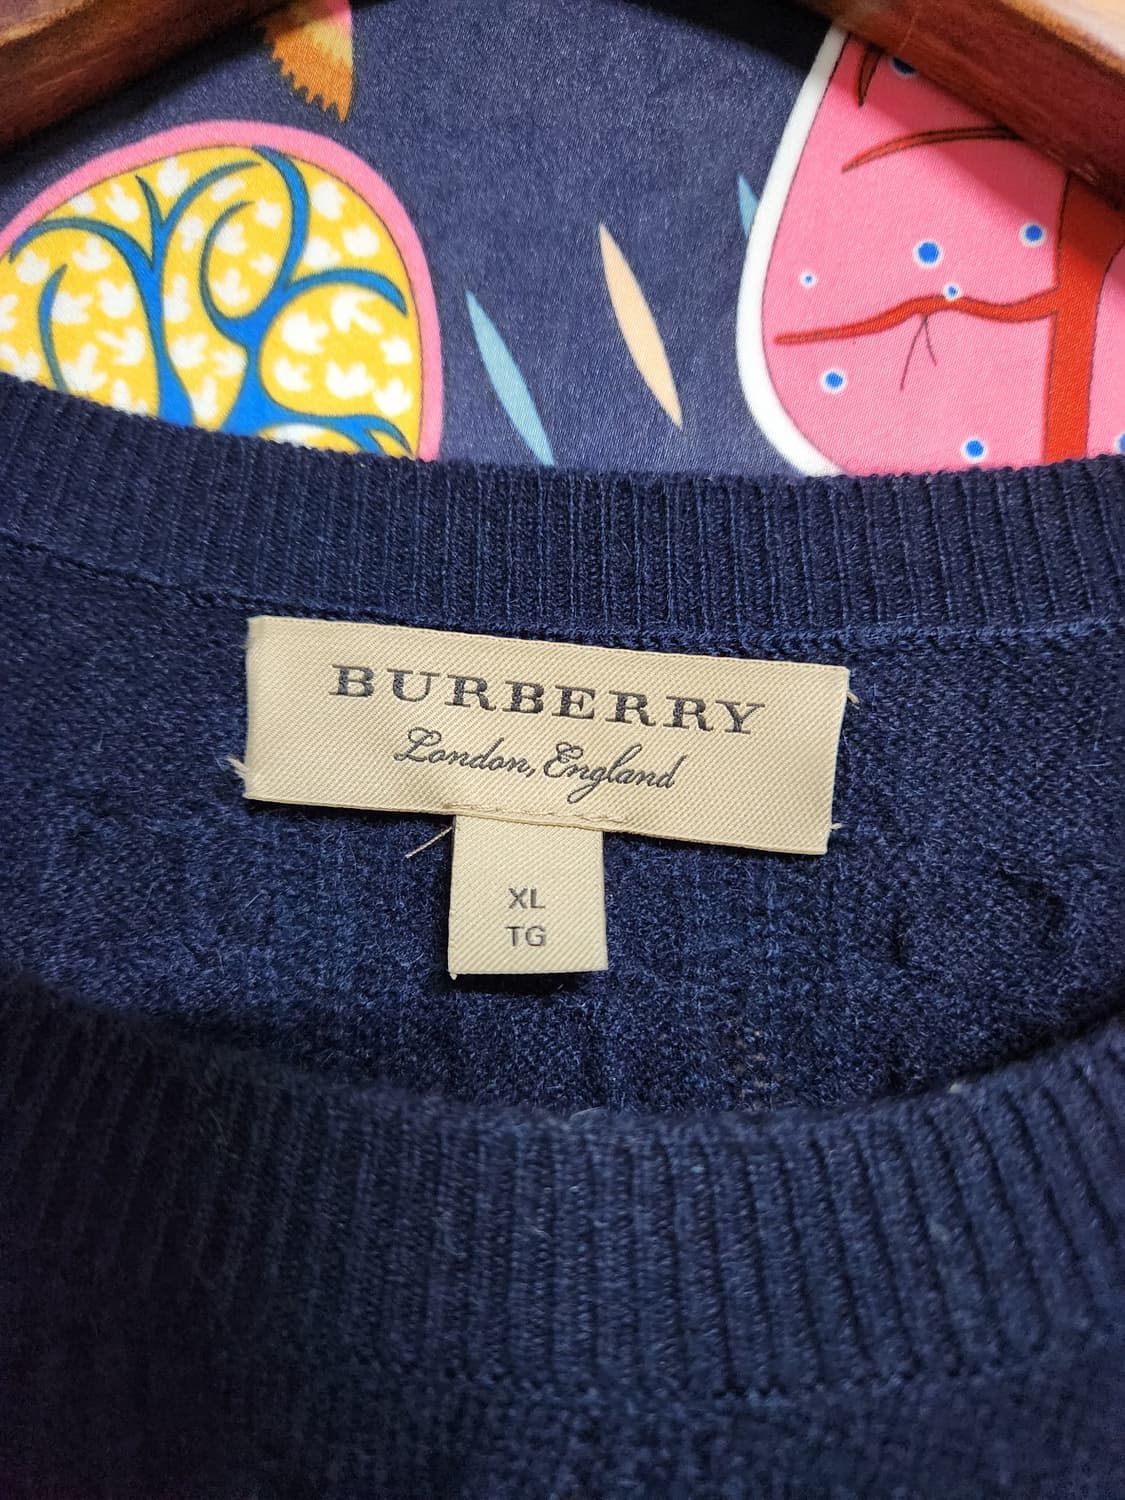 BURBERRY
London, England
XL
TG